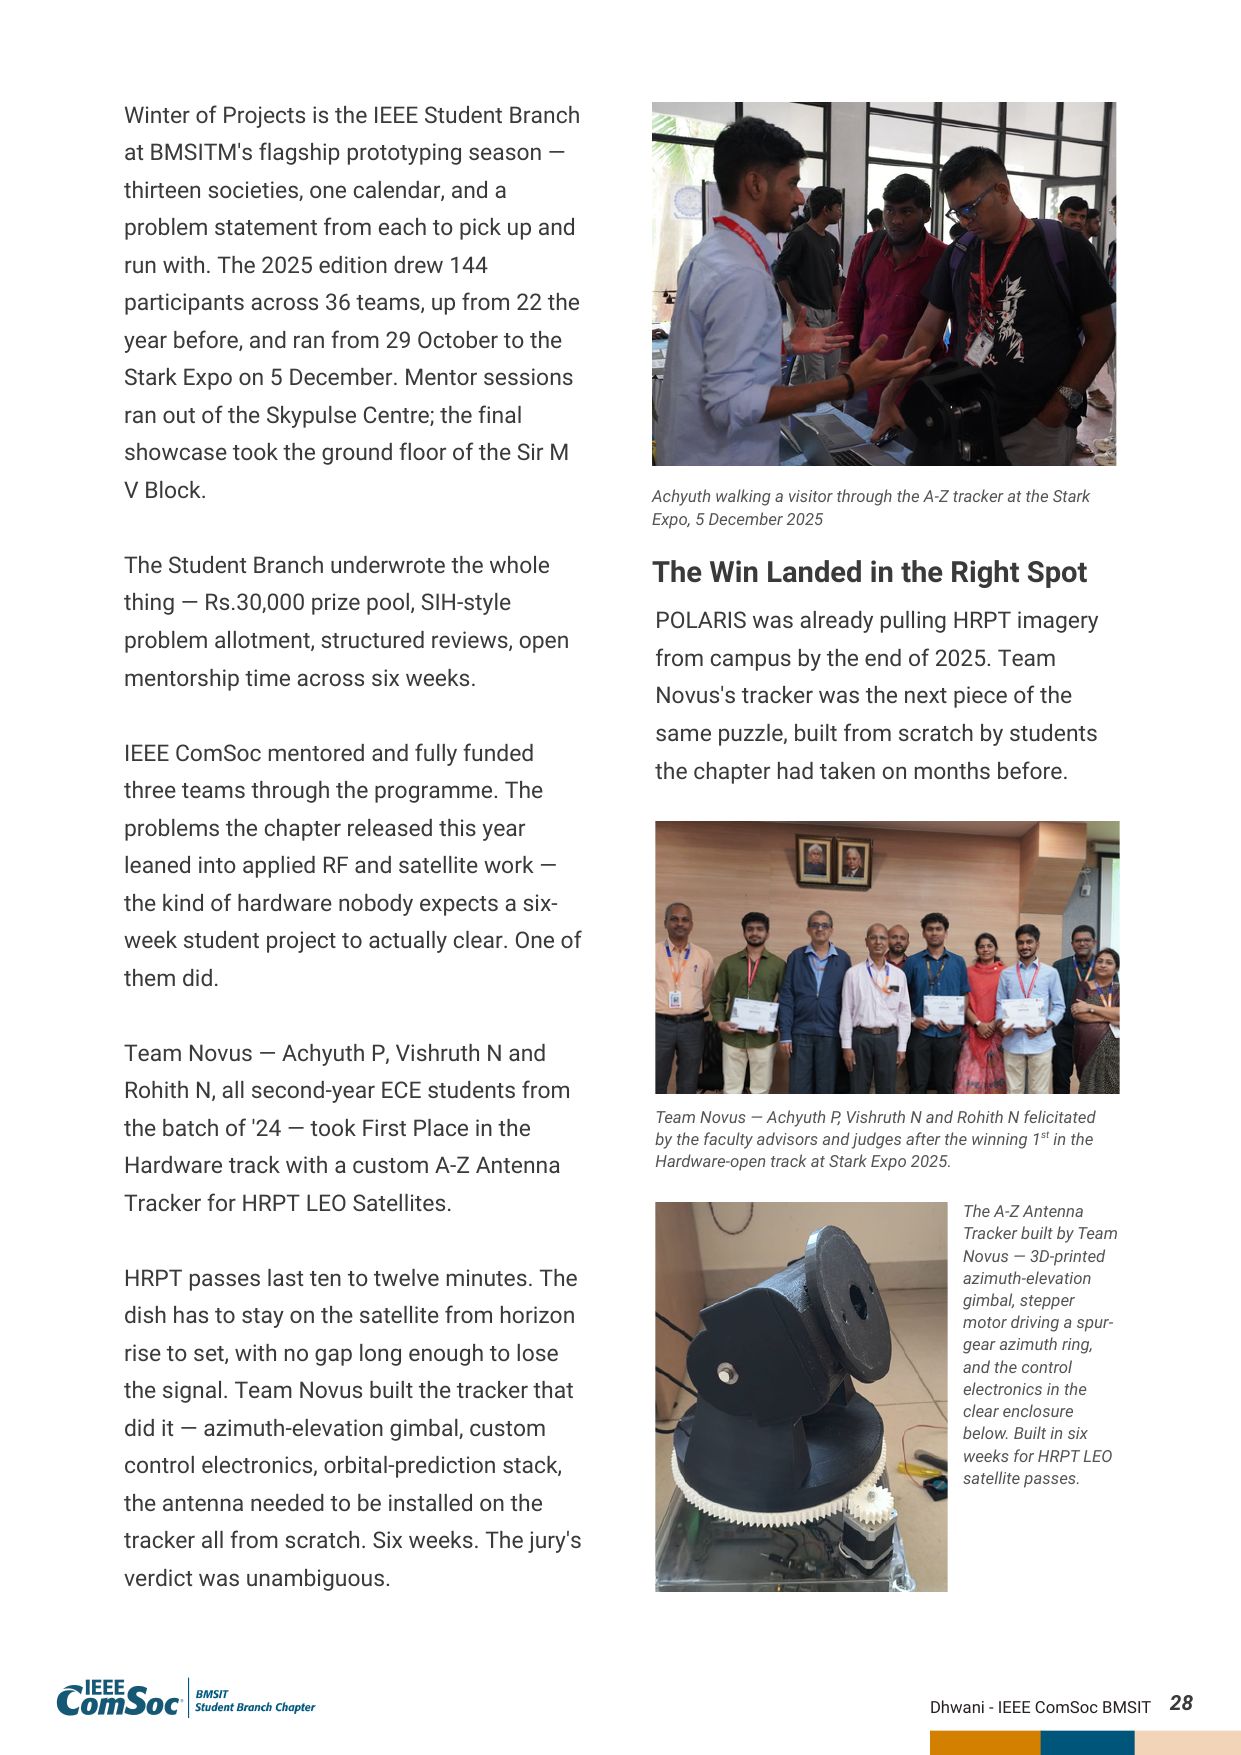 Winter of Projects is the IEEE Student Branch
at BMSITM's flagship prototyping season —
thirteen societies, one calendar, and a
problem statement from each to pick up and
run with. The 2025 edition drew 144
participants across 36 teams, up from 22 the
year before, and ran from 29 October to the
Stark Expo on 5 December. Mentor sessions
ran out of the Skypulse Centre; the final
showcase took the ground floor of the Sir M
V Block.
The Student Branch underwrote the whole
thing — Rs.30,000 prize pool, SIH-style
problem allotment, structured reviews, open
mentorship time across six weeks.
IEEE ComSoc mentored and fully funded
three teams through the programme. The
problems the chapter released this year
leaned into applied RF and satellite work —
the kind of hardware nobody expects a six-
week student project to actually clear. One of
them did.
Team Novus — Achyuth P, Vishruth N and
Rohith N, all second-year ECE students from
the batch of '24 — took First Place in the
Hardware track with a custom A-Z Antenna
Tracker for HRPT LEO Satellites.
HRPT passes last ten to twelve minutes. The
dish has to stay on the satellite from horizon
rise to set, with no gap long enough to lose
the signal. Team Novus built the tracker that
did it — azimuth-elevation gimbal, custom
control electronics, orbital-prediction stack,
the antenna needed to be installed on the
tracker all from scratch. Six weeks. The jury's
verdict was unambiguous.
Achyuth walking a visitor through the A-Z tracker at the Stark
Expo, 5 December 2025
The Win Landed in the Right Spot
POLARIS was already pulling HRPT imagery
from campus by the end of 2025. Team
Novus's tracker was the next piece of the
same puzzle, built from scratch by students
the chapter had taken on months before.
Team Novus — Achyuth P, Vishruth N and Rohith N felicitated
by the faculty advisors and judges after the winning 1st in the
Hardware-open track at Stark Expo 2025.
The A-Z Antenna
Tracker built by Team
Novus — 3D-printed
azimuth-elevation
gimbal, stepper
motor driving a spur-
gear azimuth ring,
and the control
electronics in the
clear enclosure
below. Built in six
weeks for HRPT LEO
satellite passes.
IEEE
ComSoc
BMSIT
Student Branch Chapter
Dhwani - IEEE ComSoc BMSIT 28